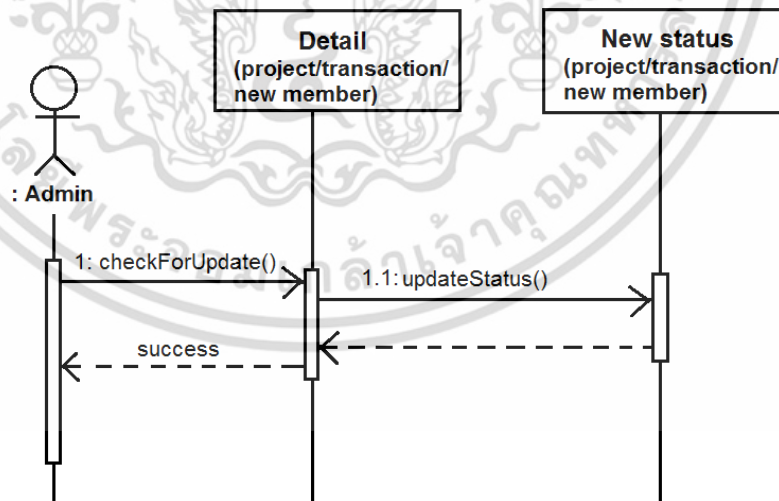 Detail
(project/transaction/
new member)
New status
(project/transaction/
new member)
: Admin
1: checkForUpdate()
1.1: updateStatus()
success